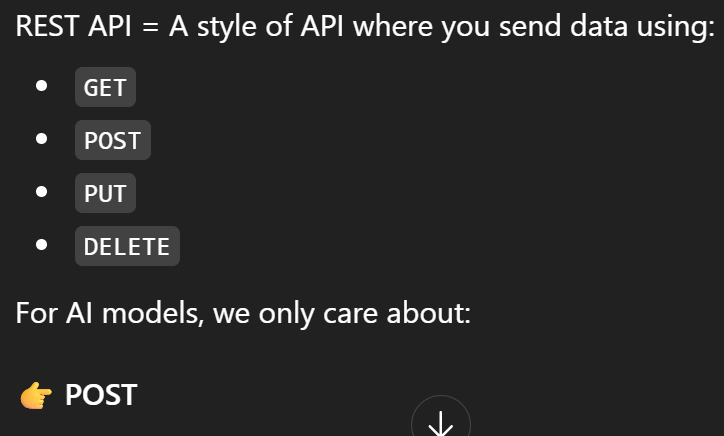 REST API = A style of API where you send data using:
• GET
• POST
• PUT
• DELETE
For AI models, we only care about:
👉 POST